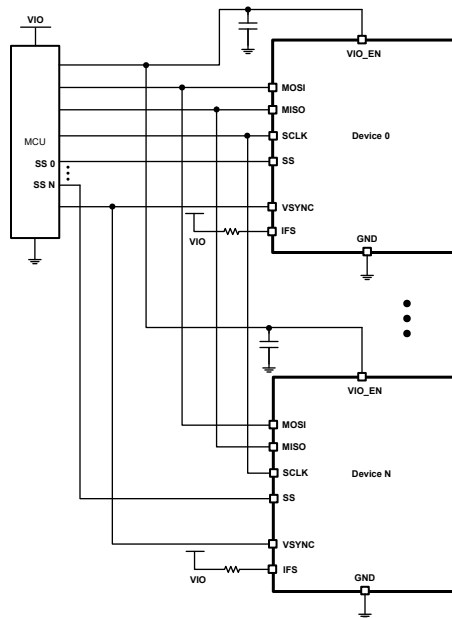 VIO
VIO_EN
MOSI
MISO
SCLK
Device 0
MCU
SS 0
SS
SS N
VSYNC
IFS
VIO
GND
VIO_EN
MOSI
MISO
SCLK
Device N
SS
VSYNC
IFS
VIO
GND